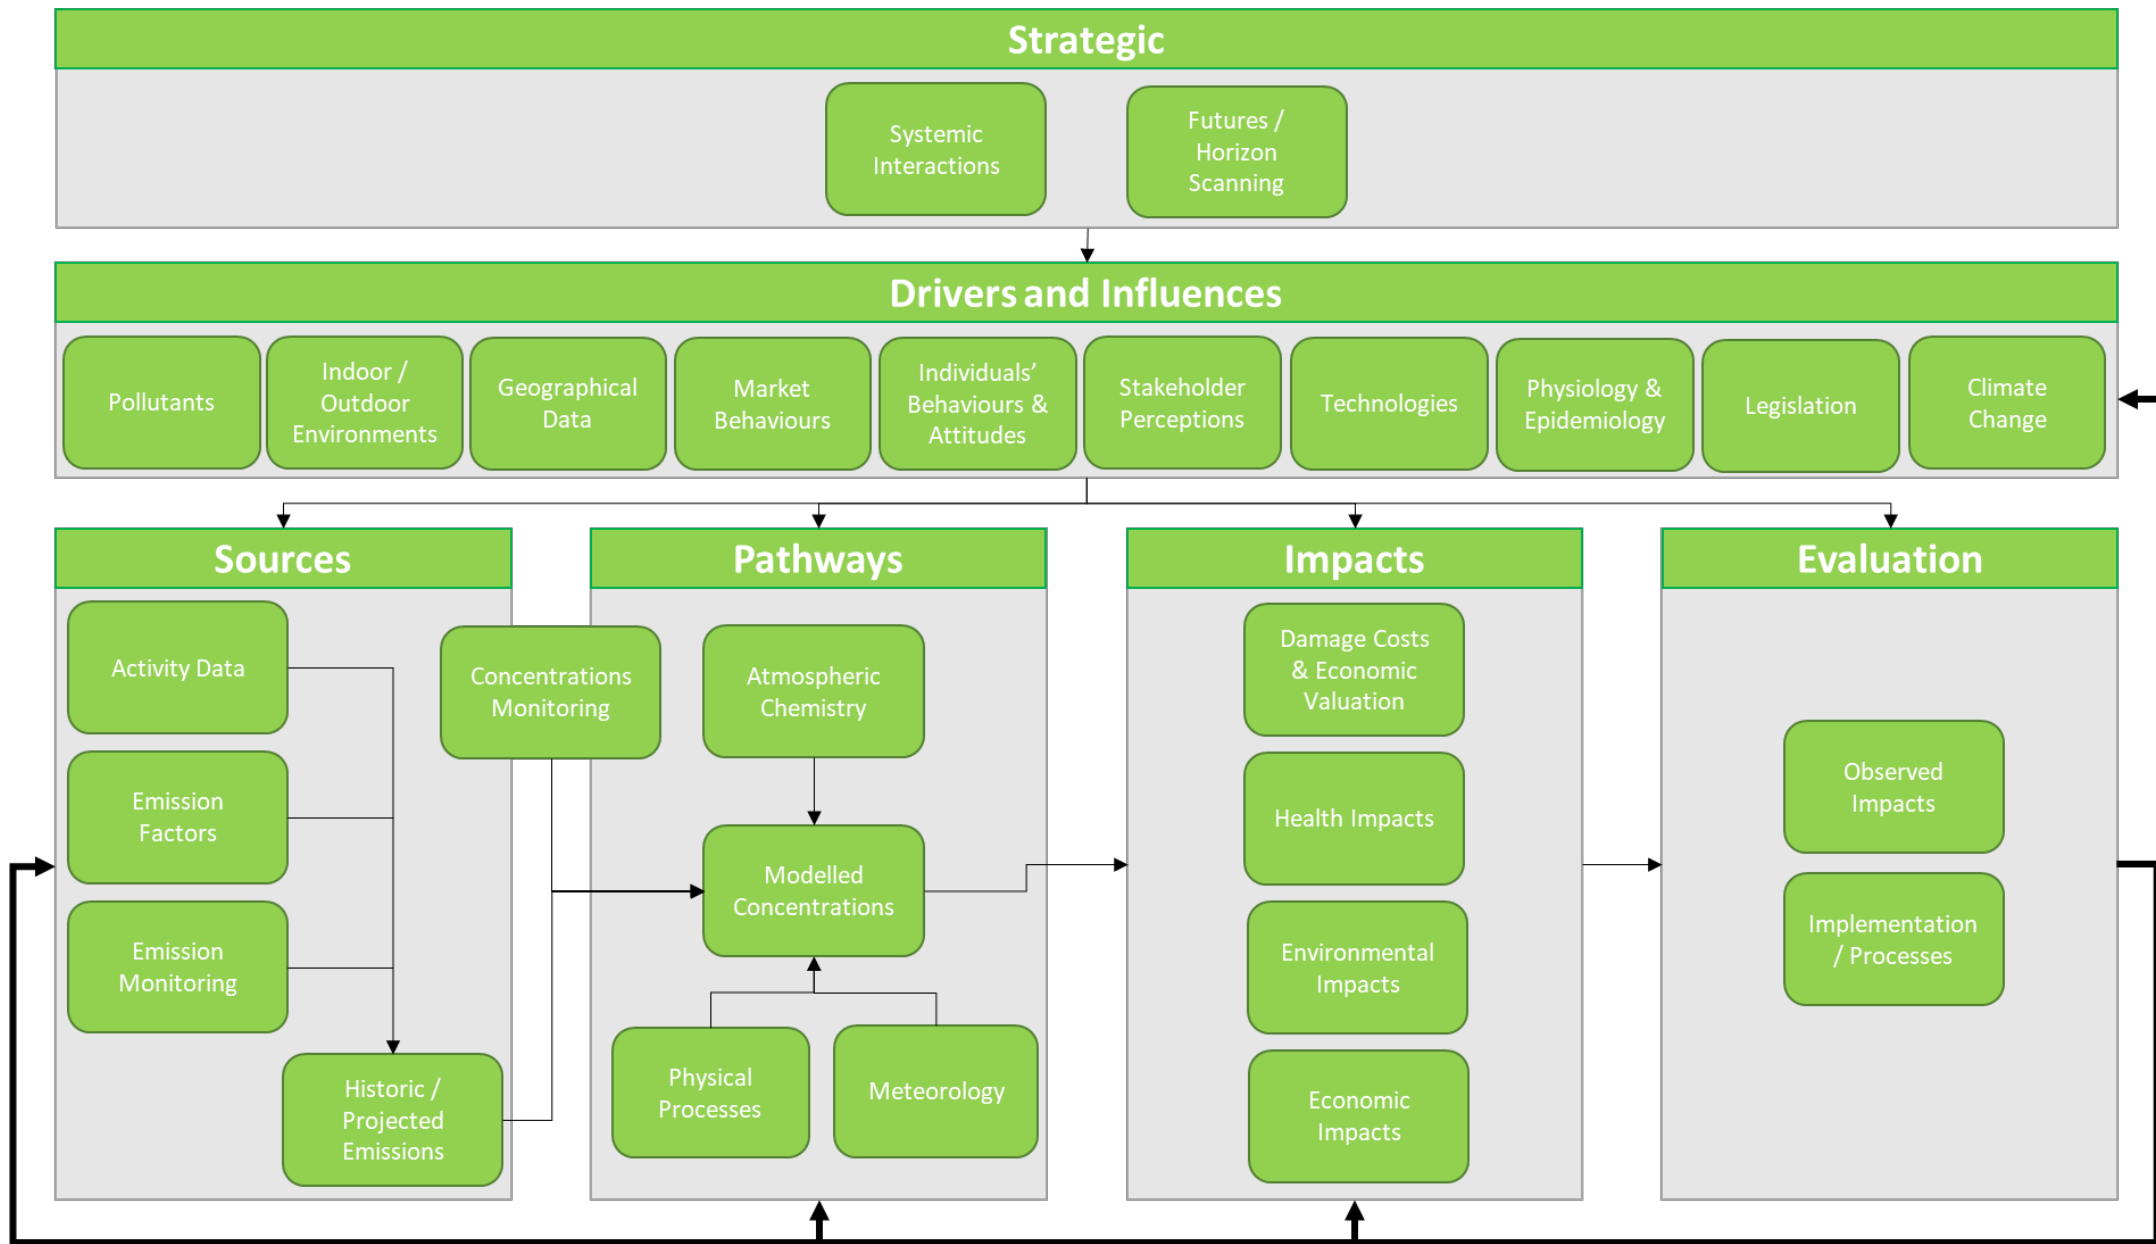 Strategic
Systemic
Interactions
Futures /
Horizon
Scanning
Drivers and Influences
Pollutants
Indoor /
Outdoor
Environments
Geographical
Data
Market
Behaviours
Individuals’
Behaviours &
Attitudes
Stakeholder
Perceptions
Technologies
Physiology &
Epidemiology
Legislation
Climate
Change
Sources
Activity Data
Emission
Factors
Emission
Monitoring
Historic /
Projected
Emissions
Concentrations
Monitoring
Pathways
Atmospheric
Chemistry
Modelled
Concentrations
Physical
Processes
Meteorology
Impacts
Damage Costs
& Economic
Valuation
Health Impacts
Environmental
Impacts
Economic
Impacts
Evaluation
Observed
Impacts
Implementation
/ Processes